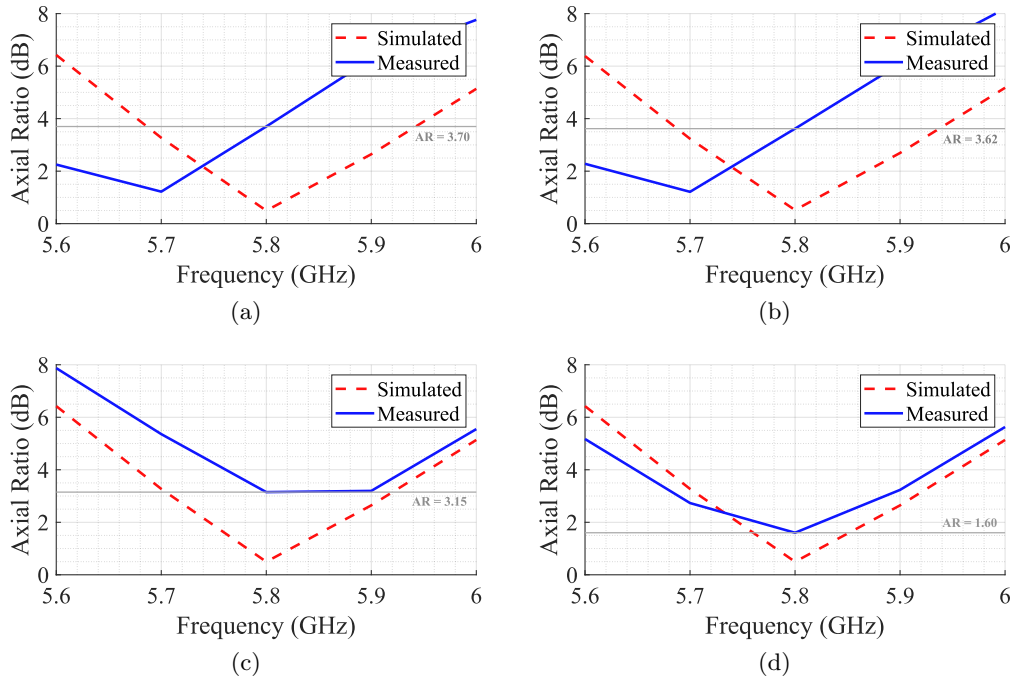 8
6
4
2
0
Axial Ratio (dB)
Simulated
Measured
AR = 3.70
5.6
5.7
5.8
5.9
6
Frequency (GHz)
(a)
8
6
4
2
0
Axial Ratio (dB)
Simulated
Measured
AR = 3.62
5.6
5.7
5.8
5.9
6
Frequency (GHz)
(b)
8
6
4
2
0
Axial Ratio (dB)
Simulated
Measured
AR = 3.15
5.6
5.7
5.8
5.9
6
Frequency (GHz)
(c)
8
6
4
2
0
Axial Ratio (dB)
Simulated
Measured
AR = 1.60
5.6
5.7
5.8
5.9
6
Frequency (GHz)
(d)